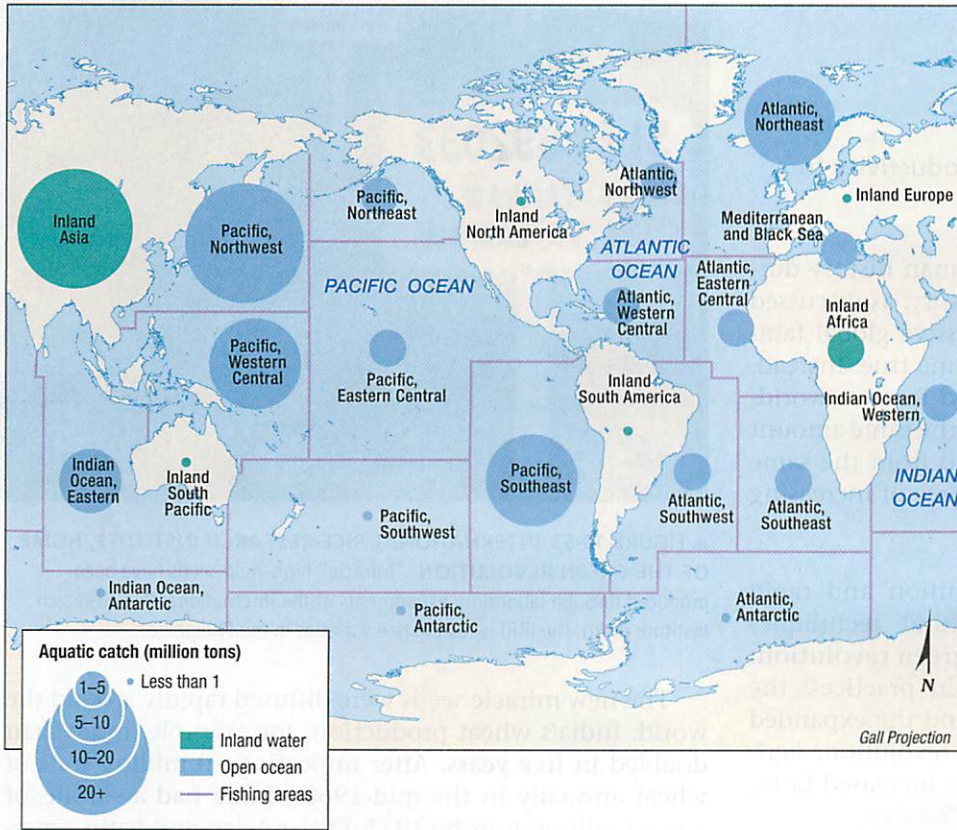 Atlantic,
Northeast
Inland
Asia
Pacific,
Northwest
Pacific,
Northeast
Inland
North America
Atlantic,
Northwest
Inland Europe
Mediterranean
and Black Sea
ATLANTIC
OCEAN
PACIFIC OCEAN
Atlantic,
Eastern
Central
Atlantic,
Western
Central
Inland
Africa
Pacific,
Western
Central
Pacific,
Eastern Central
Inland
South America
Indian Ocean,
Western
Indian
Ocean,
Eastern
Inland
South
Pacific
Pacific,
Southeast
INDIAN
OCEAN
Pacific,
Southwest
Atlantic,
Southwest
Atlantic,
Southeast
Indian Ocean,
Antarctic
Pacific,
Antarctic
Atlantic,
Antarctic
Aquatic catch (million tons)
1–5
Less than 1
5–10
10–20
20+
Inland water
Open ocean
Fishing areas
N
Gall Projection